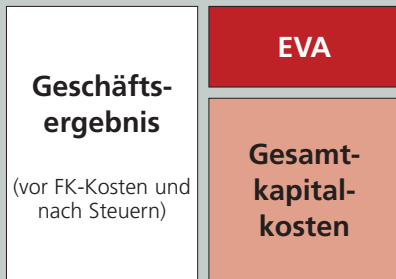 Geschäfts-
ergebnis
(vor FK-Kosten und
nach Steuern)
EVA
Gesamt-
kapital-
kosten